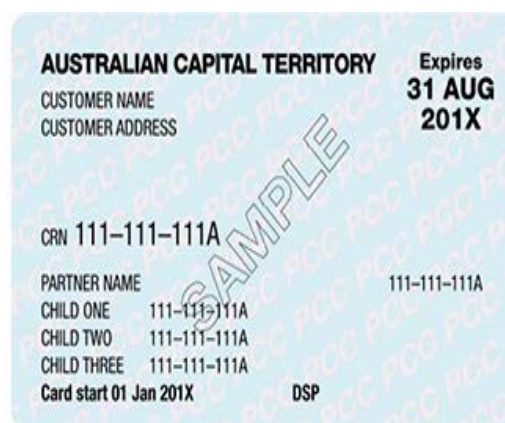 AUSTRALIAN CAPITAL TERRITORY
Expires
31 AUG
201X
CUSTOMER NAME
CUSTOMER ADDRESS
SAMPLE
CRN 111–111–111A
PARTNER NAME 111–111–111A
CHILD ONE 111–111–111A
CHILD TWO 111–111–111A
CHILD THREE 111–111–111A
Card start 01 Jan 201X DSP